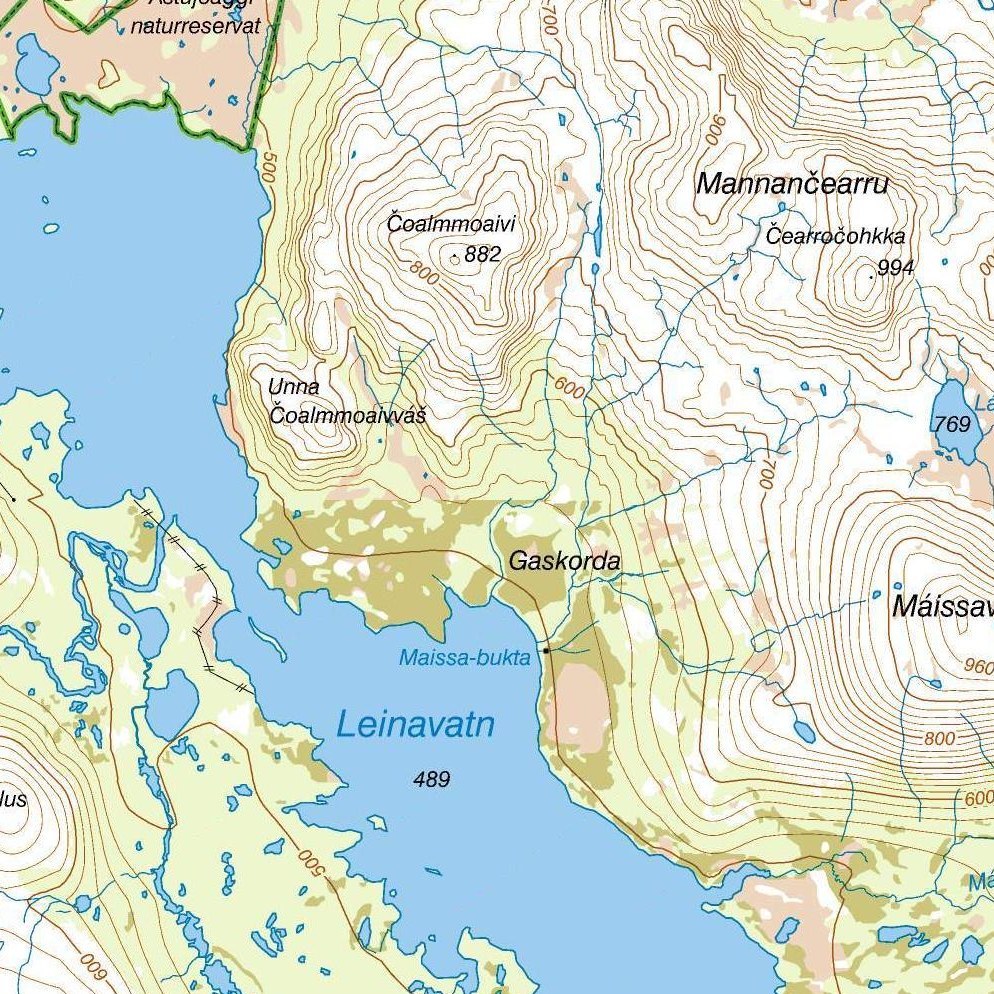 naturreservat
700
500
900
Mannančearru
Čoalmmoaivi
882
Čearročohkka
994
800
600
Unna
Čoalmmoaivváš
769
700
Gaskorda
Máissav
960
Maissa-bukta
Leinavatn
489
800
600
500
600